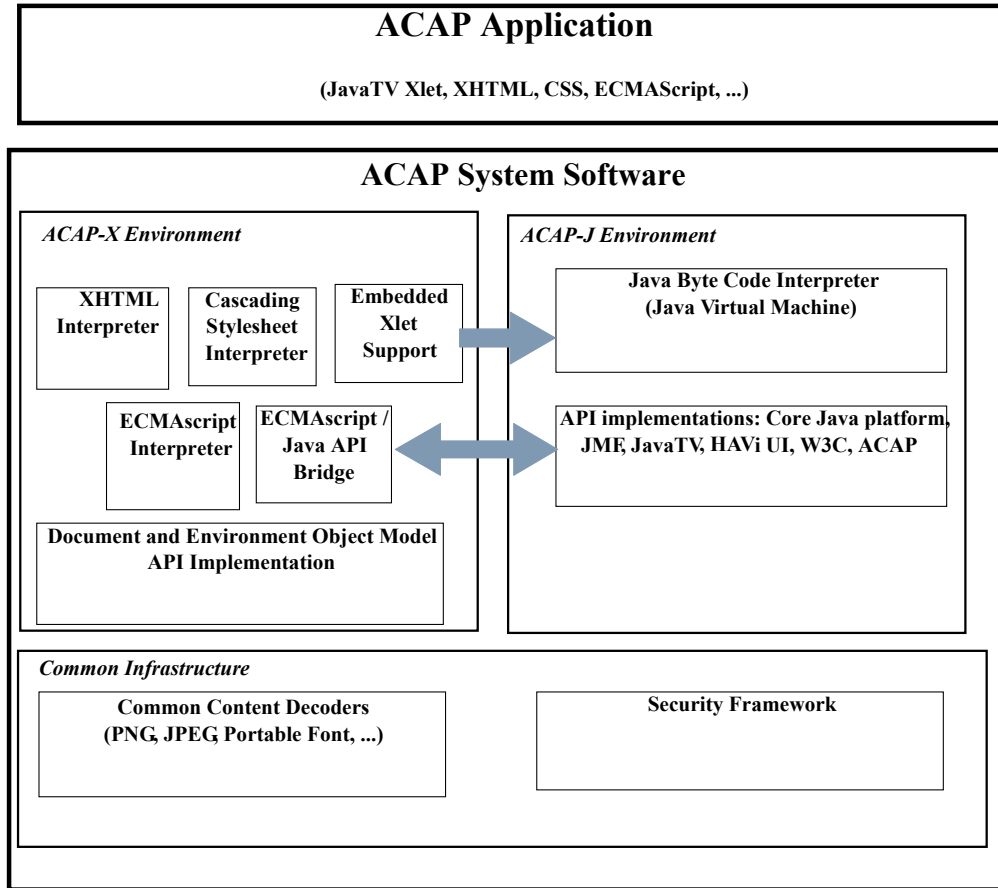 ACAP Application
(JavaTV Xlet, XHTML, CSS, ECMAScript, ...)
ACAP System Software
ACAP-X Environment
XHTML
Interpreter
Cascading
Stylesheet
Interpreter
Embedded
Xlet
Support
ECMAscript
Interpreter
ECMAscript /
Java API
Bridge
Document and Environment Object Model
API Implementation
ACAP-J Environment
Java Byte Code Interpreter
(Java Virtual Machine)
API implementations: Core Java platform,
JMF, JavaTV, HAVi UI, W3C, ACAP
Common Infrastructure
Common Content Decoders
(PNG, JPEG, Portable Font, ...)
Security Framework